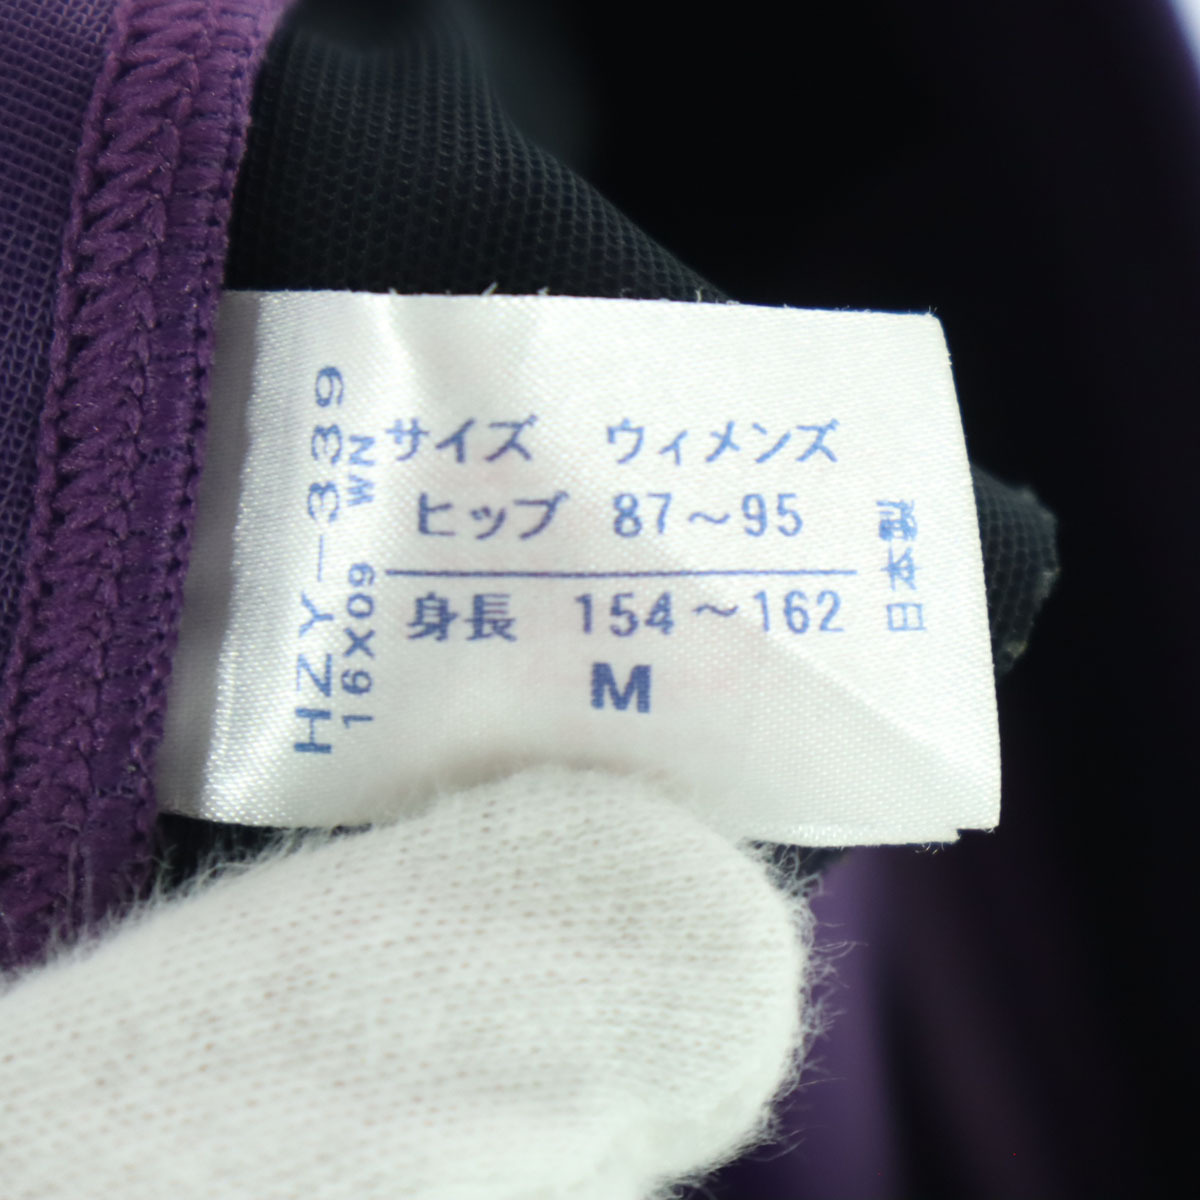 サイズ ウィメンズ
ヒップ 87～95
身長 154～162
M
日本製
HZY-339
16X09 WN